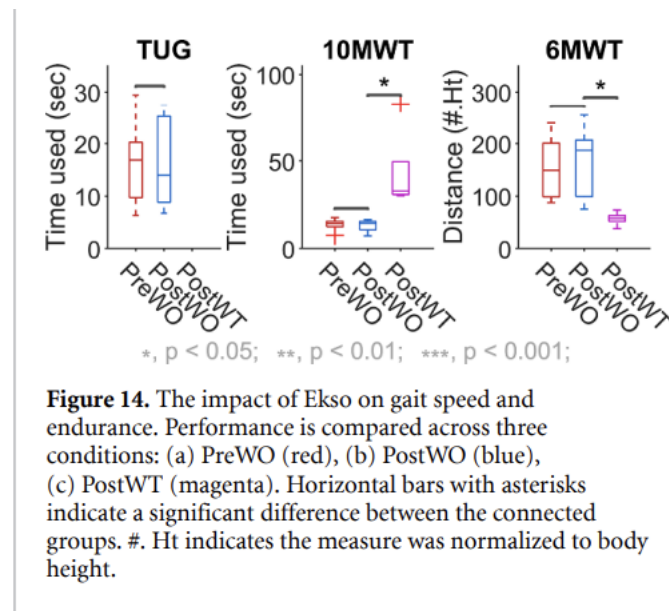 TUG 10MWT 6MWT
Time used (sec) Time used (sec) Distance (#.Ht)
30 100 300
20 50 200
10 100
0 0 0
* *
PreWO PostWO PostWT PreWO PostWO PostWT PreWO PostWO PostWT
*, p < 0.05; **, p < 0.01; ***, p < 0.001;
Figure 14. The impact of Ekso on gait speed and
endurance. Performance is compared across three
conditions: (a) PreWO (red), (b) PostWO (blue),
(c) PostWT (magenta). Horizontal bars with asterisks
indicate a significant difference between the connected
groups. #. Ht indicates the measure was normalized to body
height.